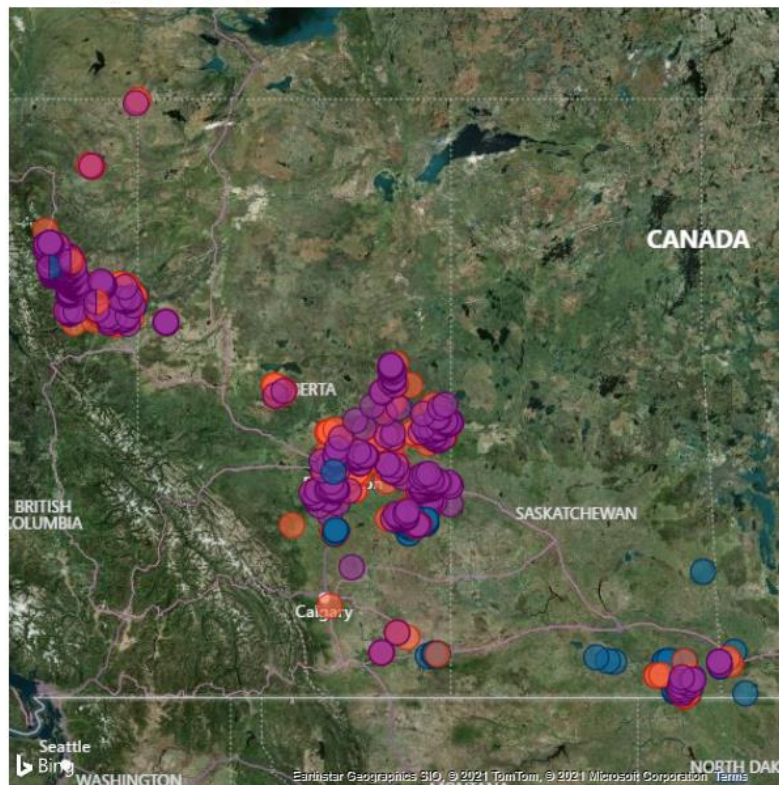 CANADA
BERTA
BRITISH
COLUMBIA
SASKATCHEWAN
Calgary
Seattle
Bing
WASHINGTON
NORTH DAK
Earthstar Geographics SIO, © 2021 TomTom, © 2021 Microsoft Corporation Terms